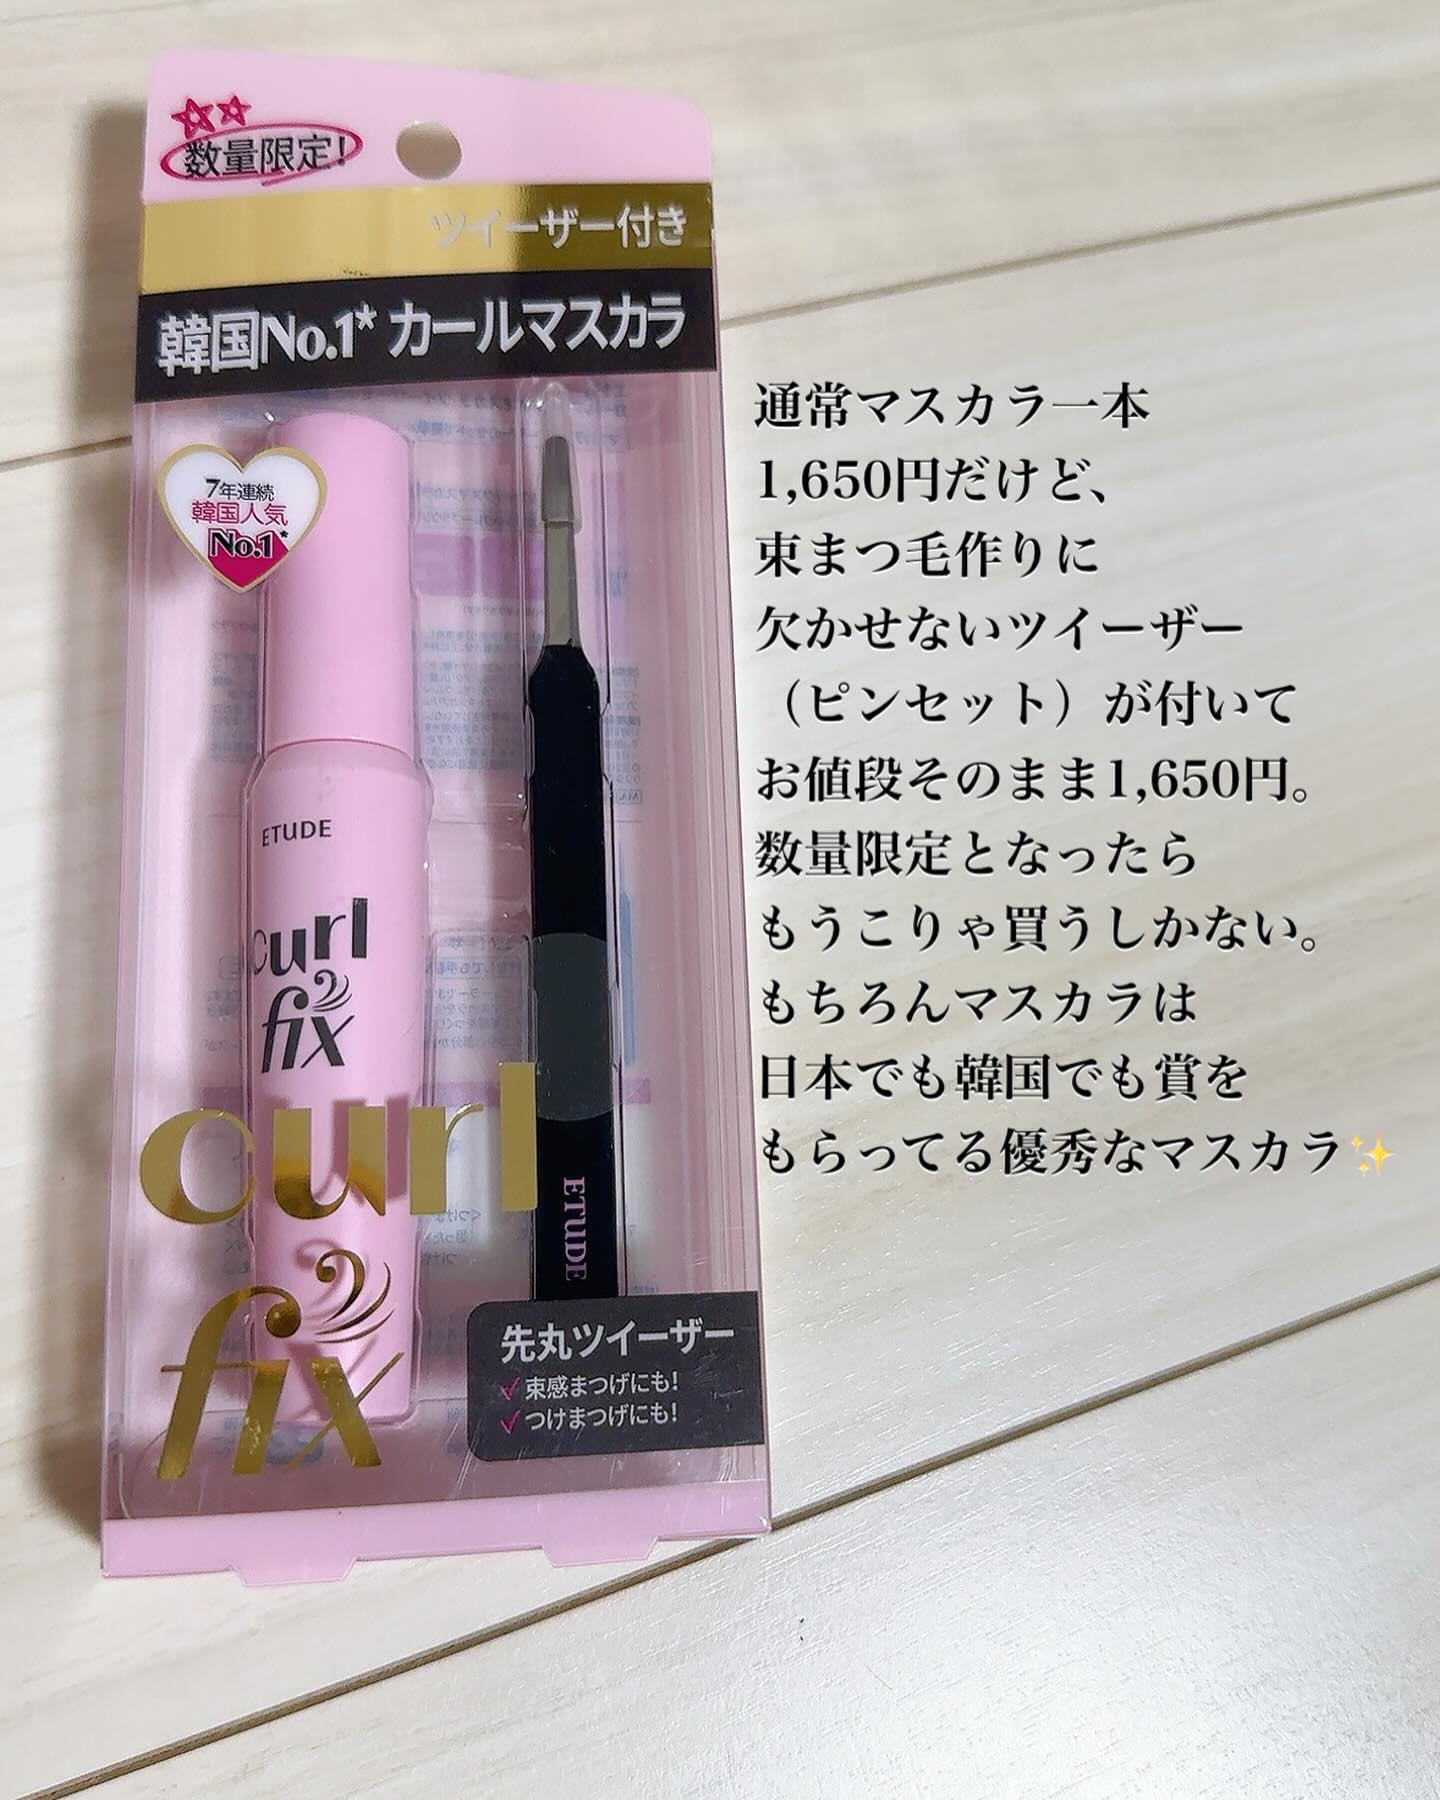 数量限定!
ツイーザー付き
韓国No.1* カールマスカラ
7年連続
韓国人気
No.1*
ETUDE
curl
fix
curl
fix
ETUDE
先丸ツイーザー
✓ 束感まつげにも!
✓ つけまつげにも!
通常マスカラ一本
1,650円だけど、
束まつ毛作りに
欠かせないツイーザー
（ピンセット）が付いて
お値段そのまま1,650円。
数量限定となったら
もうこりゃ買うしかない。
もちろんマスカラは
日本でも韓国でも賞を
もらってる優秀なマスカラ✨